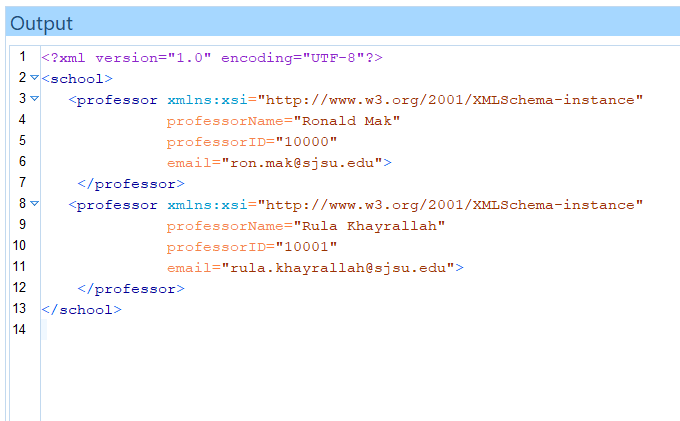 Output
1 <?xml version="1.0" encoding="UTF-8"?>
2 <school>
3 <professor xmlns:xsi="http://www.w3.org/2001/XMLSchema-instance"
4 professorName="Ronald Mak"
5 professorID="10000"
6 email="ron.mak@sjsu.edu">
7 </professor>
8 <professor xmlns:xsi="http://www.w3.org/2001/XMLSchema-instance"
9 professorName="Rula Khayrallah"
10 professorID="10001"
11 email="rula.khayrallah@sjsu.edu">
12 </professor>
13 </school>
14